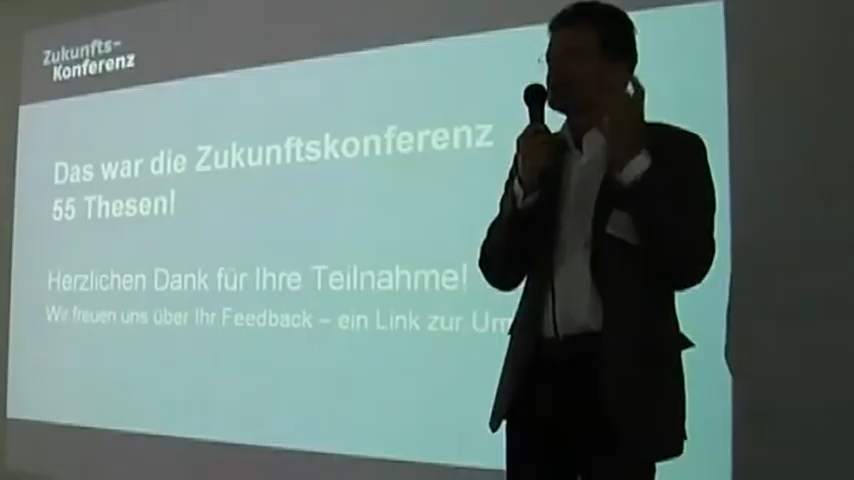 Zukunfts-
Konferenz
Das war die Zukunftskonferenz
55 Thesen!
Herzlichen Dank für Ihre Teilnahme!
Wir freuen uns über Ihr Feedback – ein Link zur